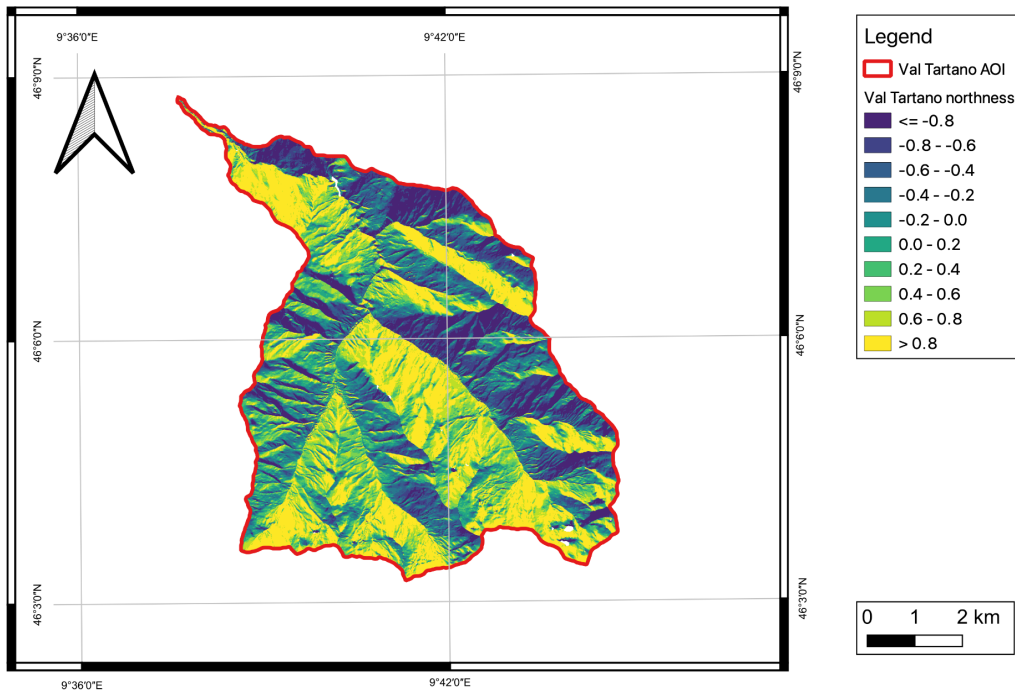 9°36'0"E
9°42'0"E
46°9'0"N
46°9'0"N
46°6'0"N
46°6'0"N
46°3'0"N
46°3'0"N
9°36'0"E
9°42'0"E
Legend
Val Tartano AOI
Val Tartano northness
<= -0.8
-0.8 - -0.6
-0.6 - -0.4
-0.4 - -0.2
-0.2 - 0.0
0.0 - 0.2
0.2 - 0.4
0.4 - 0.6
0.6 - 0.8
> 0.8
0 1 2 km